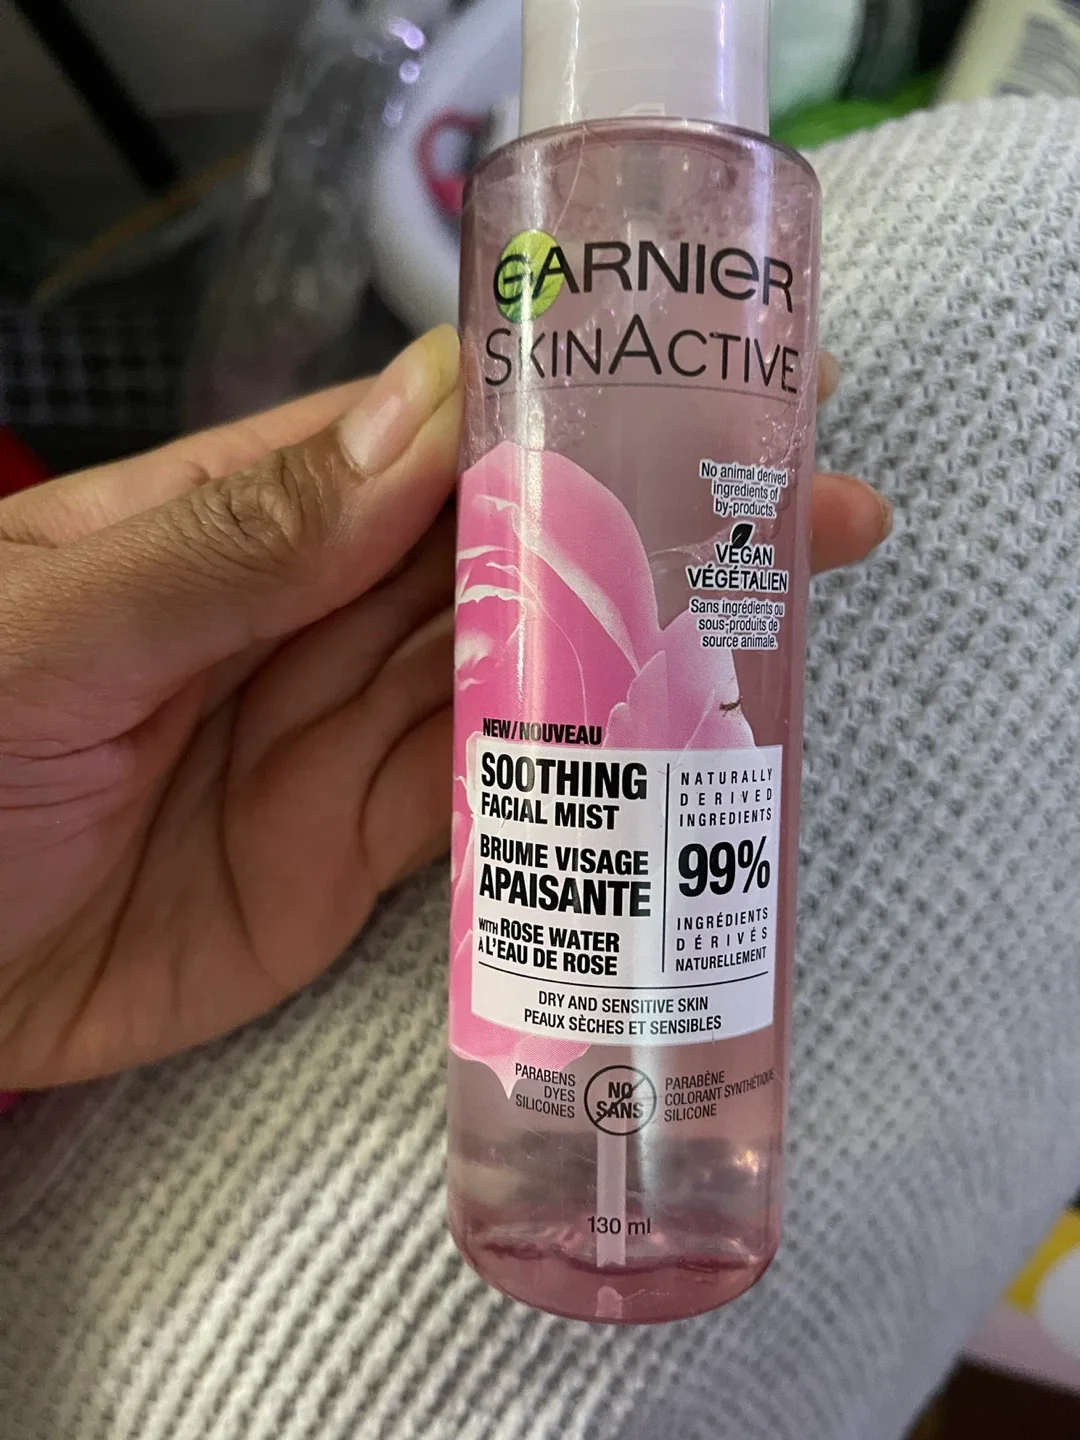 GARNIER
SKINACTIVE
No animal derived
ingredients of
by-products.
VEGAN
VÉGÉTALIEN
Sans ingrédients ou
sous-produits de
source animale.
NEW/NOUVEAU
SOOTHING
FACIAL MIST
BRUME VISAGE
APAISANTE
WITH ROSE WATER
À L'EAU DE ROSE
NATURALLY
DERIVED
INGREDIENTS
99%
INGRÉDIENTS
DÉRIVÉS
NATURELLEMENT
DRY AND SENSITIVE SKIN
PEAUX SÈCHES ET SENSIBLES
PARABENS
DYES
SILICONES
NO
SANS
PARABÈNE
COLORANT SYNTHÉTIQUE
SILICONE
130 ml